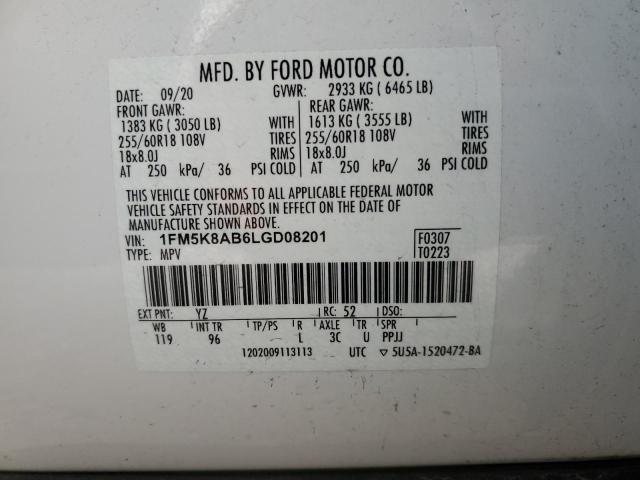 MFD. BY FORD MOTOR CO.
DATE: 09/20 GVWR: 2933 KG ( 6465 LB)
FRONT GAWR: REAR GAWR:
1383 KG ( 3050 LB) WITH 1613 KG ( 3555 LB) WITH
255/60R18 108V TIRES 255/60R18 108V TIRES
18x8.0J RIMS 18x8.0J RIMS
AT 250 kPa/ 36 PSI COLD AT 250 kPa/ 36 PSI COLD
THIS VEHICLE CONFORMS TO ALL APPLICABLE FEDERAL MOTOR
VEHICLE SAFETY STANDARDS IN EFFECT ON THE DATE OF
MANUFACTURE SHOWN ABOVE.
VIN: 1FM5K8AB6LGD08201 F0307
TYPE: MPV T0223
EXT PNT: YZ RC: 52 DSO:
WB INT TR TP/PS R AXLE TR SPR
119 96 L 3C U PPJJ
1202009113113 UTC ▽ 5U5A-1520472-BA